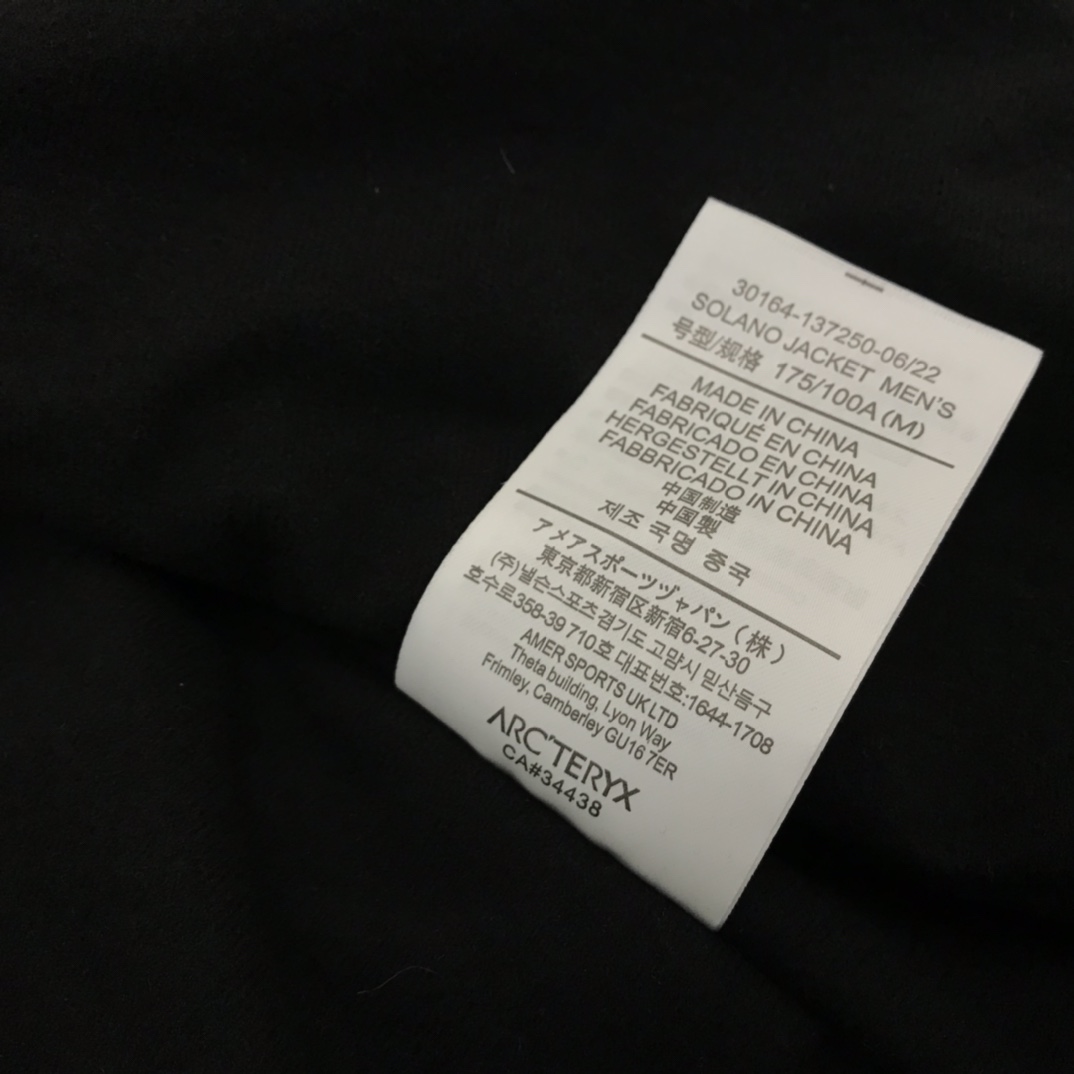 30164-137250-06/22
SOLANO JACKET MEN'S
号型/规格 175/100A (M)
MADE IN CHINA
FABRIQUÉ EN CHINA
FABRICADO EN CHINA
HERGESTELLT IN CHINA
FABBRICADO IN CHINA
中国制造
中国製
제조 국명 중국
アメアスポーツヅャパン (株)
東京都新宿区新宿6-27-30
(주)넬슨스포츠경기도 고먐시 믿산듬구
호수로358-39 710호 대표번호:1644-1708
AMER SPORTS UK LTD
Theta building, Lyon Way
Frimley, Camberley GU16 7ER
ARC'TERYX
CA#34438